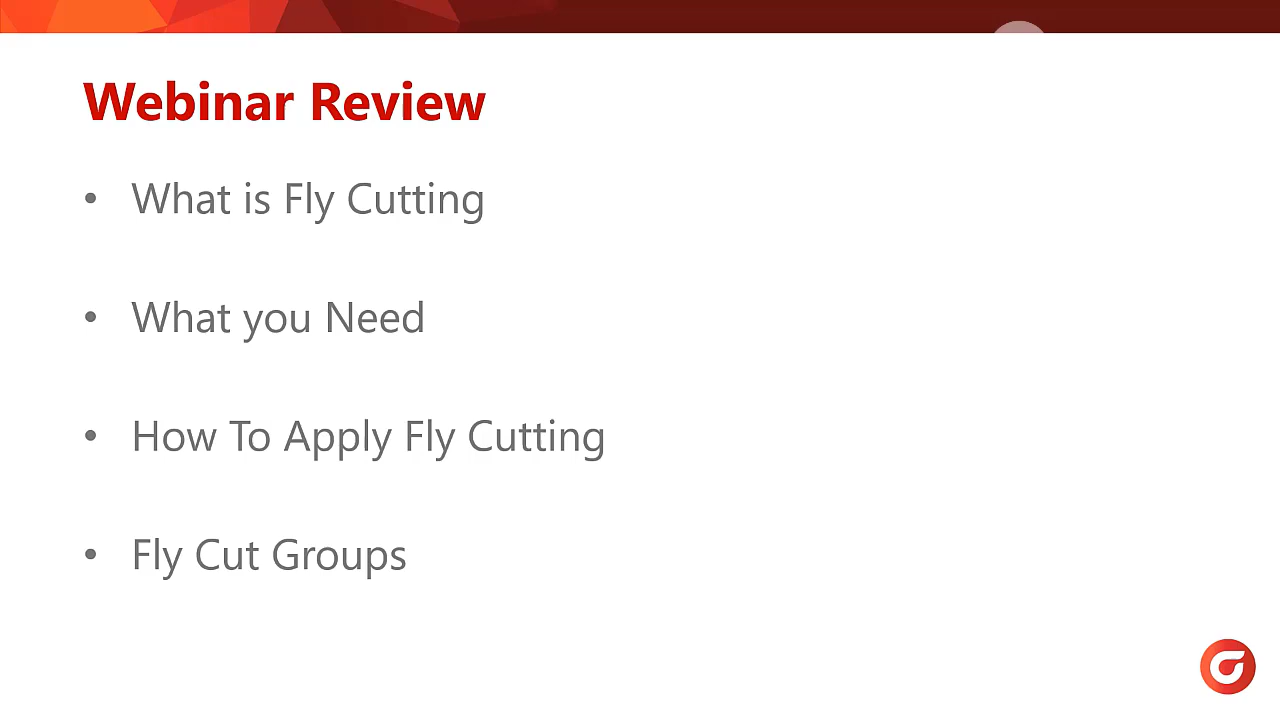 Webinar Review
• What is Fly Cutting
• What you Need
• How To Apply Fly Cutting
• Fly Cut Groups